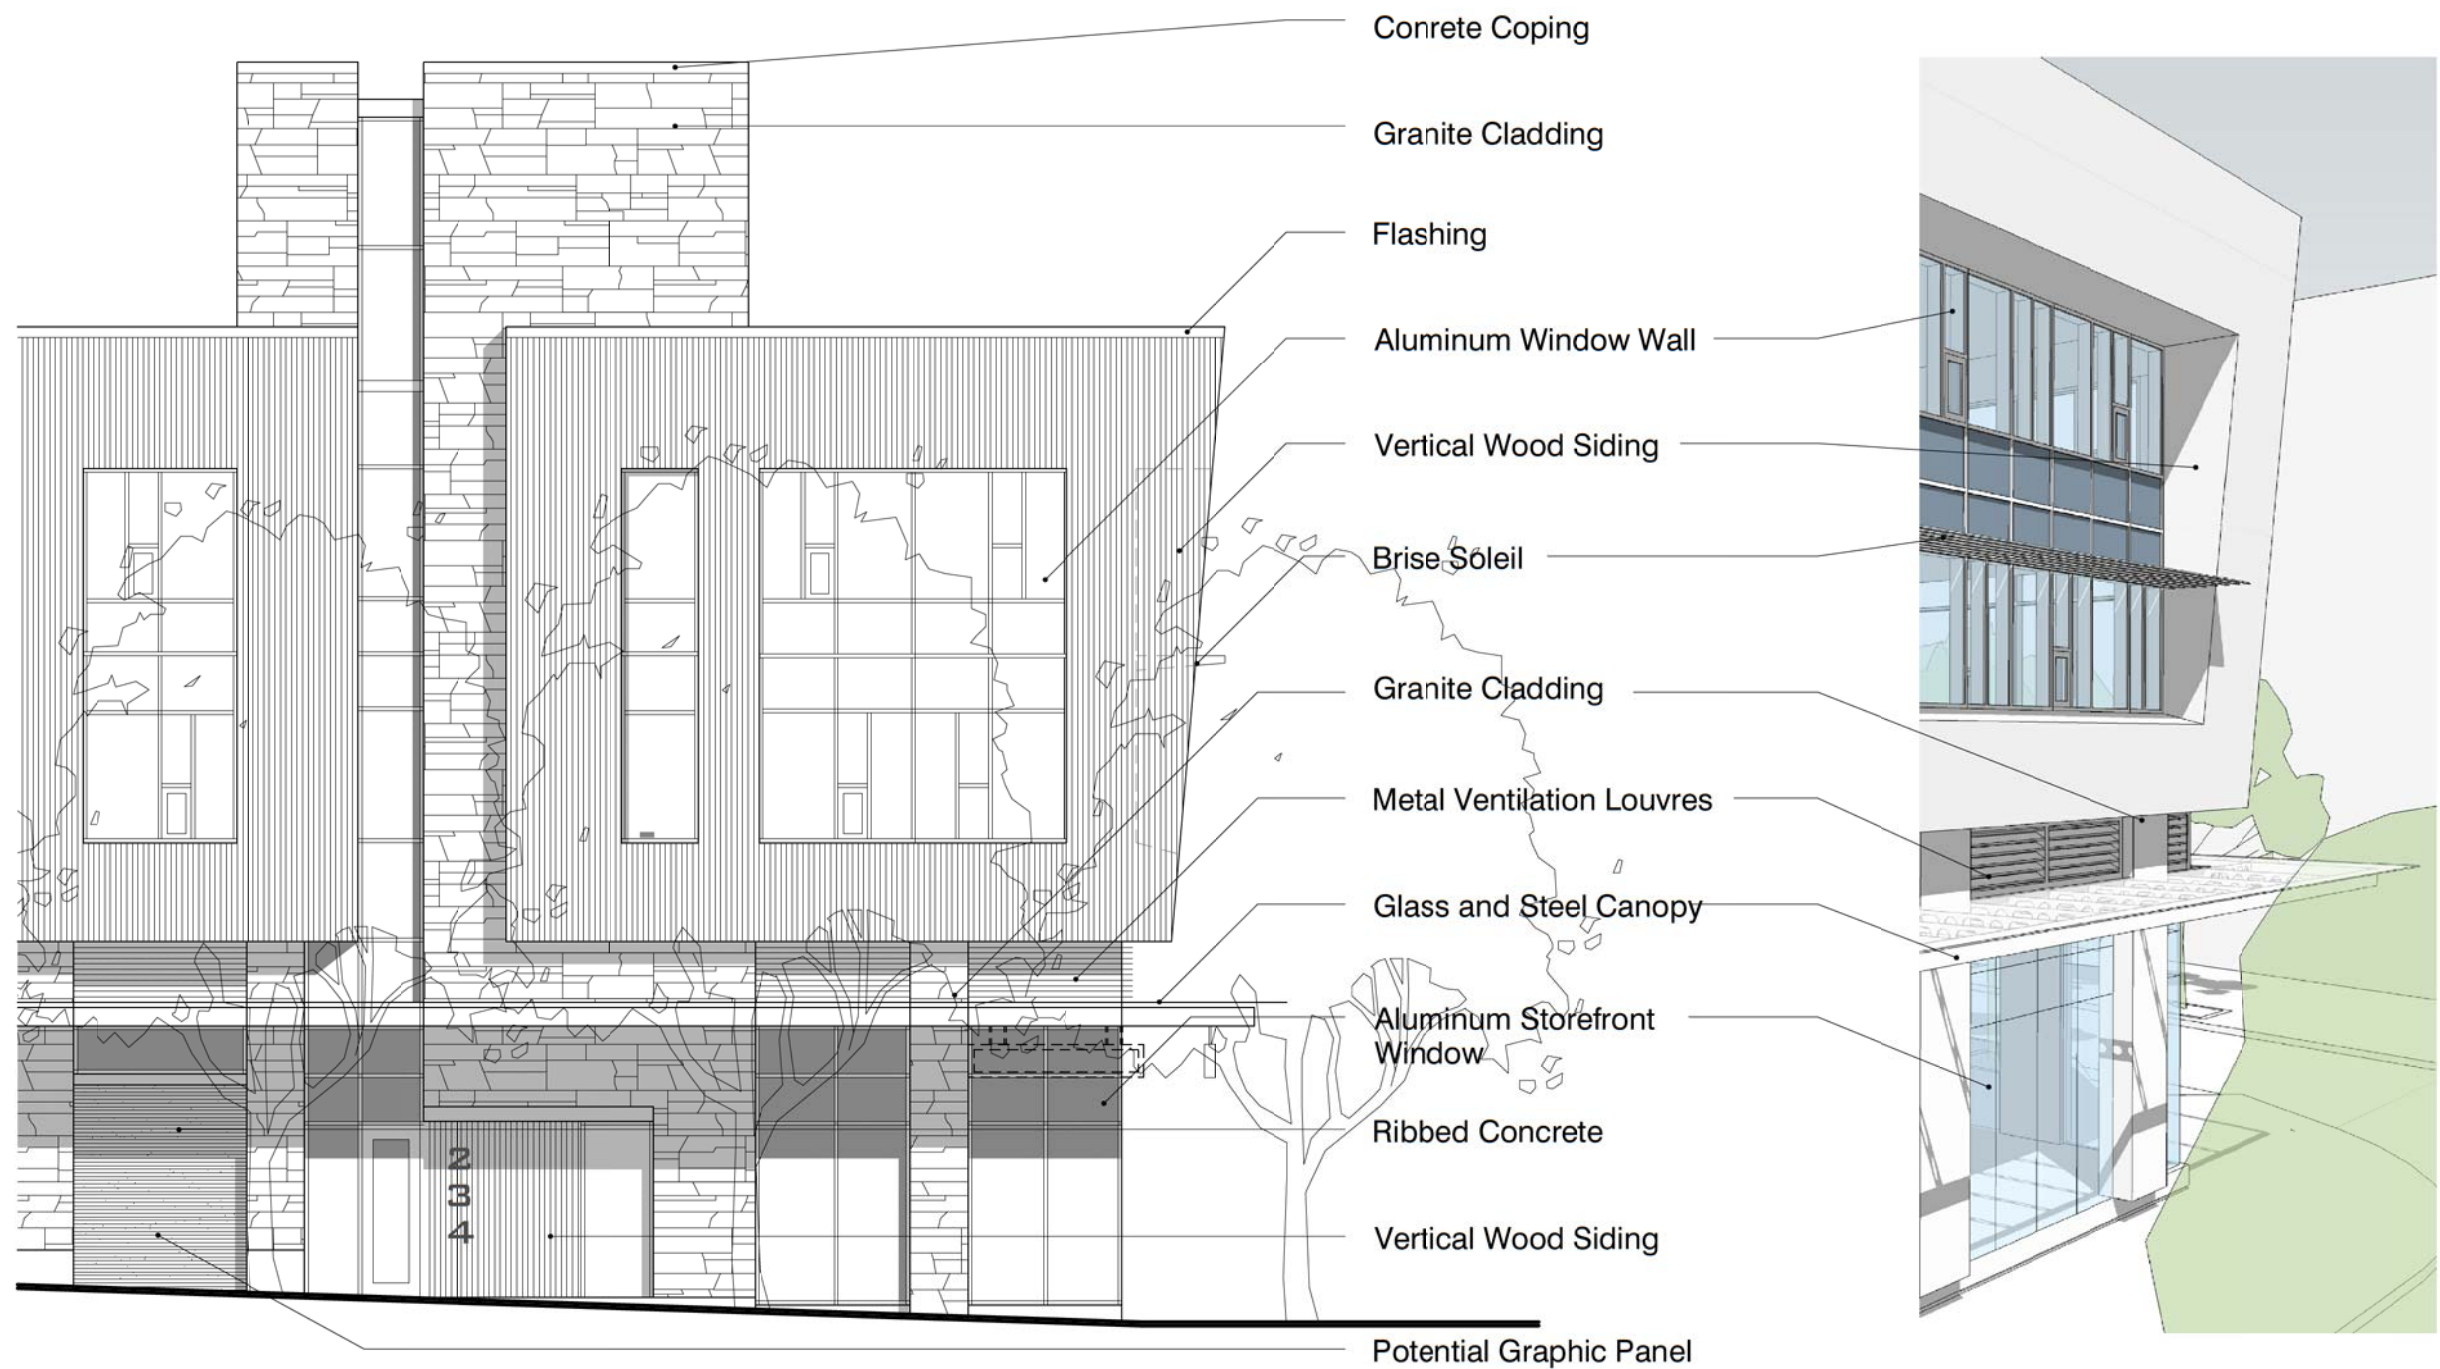 Conrete Coping
Granite Cladding
Flashing
Aluminum Window Wall
Vertical Wood Siding
Brise Soleil
Granite Cladding
Metal Ventilation Louvres
Glass and Steel Canopy
Aluminum Storefront
Window
Ribbed Concrete
2
3
4
Vertical Wood Siding
Potential Graphic Panel